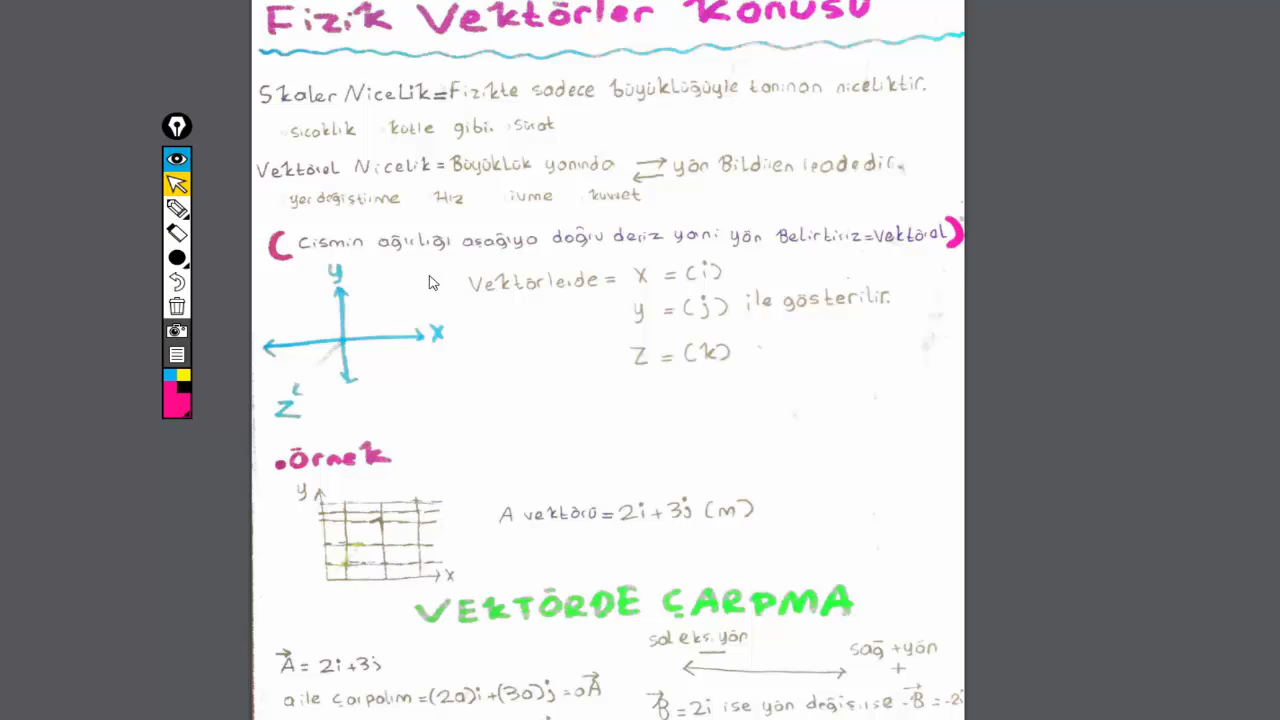 Fizik Vektörler Konusu
Skaler Nicelik=Fizikte sadece büyüklüğüyle tanınan niceliktir.
sıcaklık kütle gibi. sürat
Vektörel Nicelik = Büyüklük yanında yön Bildiren ifadedir.
yer değiştirme Hız ivme kuvvet
(Cismin ağırlığı aşağıya doğru deriz yani yön Belirtiriz=Vektörel)
y
x
z
Vektörlerde = x = (i)
y = (j) ile gösterilir.
z = (k)
.Örnek
y
x
A vektörü = 2i+3j (m)
VEKTÖRDE ÇARPMA
sol eksi yön
sağ +yön
+
A = 2i+3j
a ile çarpalım =(2a)i +(3a)j = aA
B = 2i ise yön değişirse -B = -2i